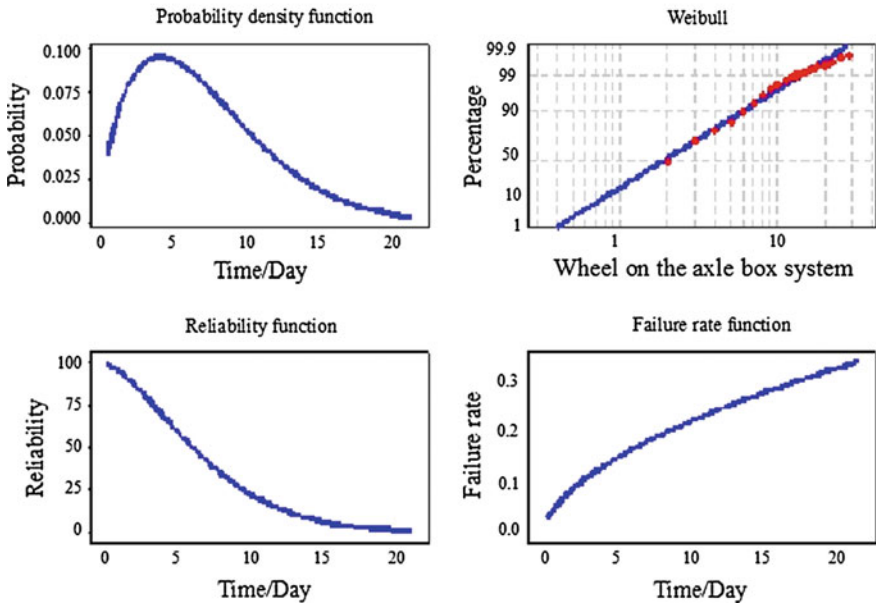 Probability density function
Probability
0.100
0.075
0.050
0.025
0.000
0 5 10 15 20
Time/Day
Weibull
Percentage
99.9
99
90
50
10
1
1 10
Wheel on the axle box system
Reliability function
Reliability
100
75
50
25
0
0 5 10 15 20
Time/Day
Failure rate function
Failure rate
0.3
0.2
0.1
0.0
0 5 10 15 20
Time/Day